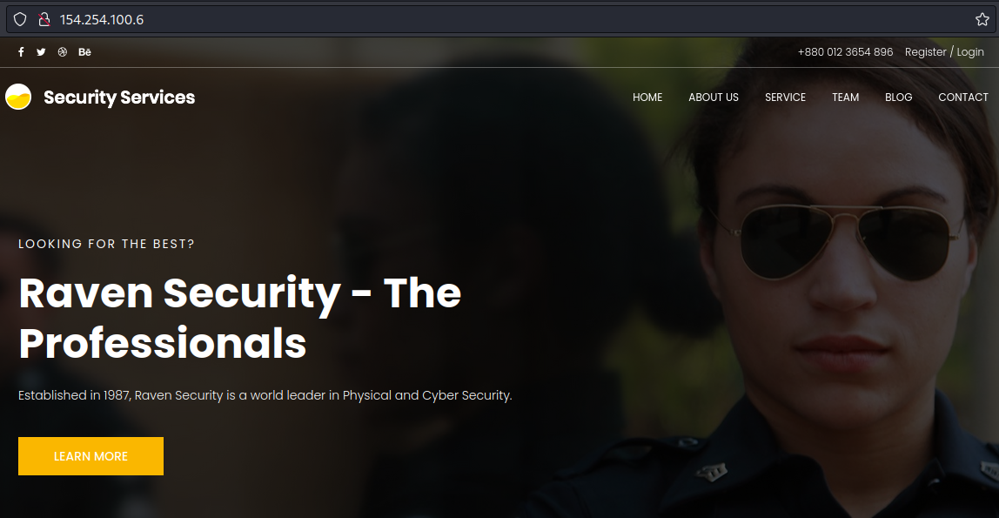 154.254.100.6
Bē
+880 012 3654 896 Register / Login
Security Services
HOME ABOUT US SERVICE TEAM BLOG CONTACT
LOOKING FOR THE BEST?
Raven Security - The
Professionals
Established in 1987, Raven Security is a world leader in Physical and Cyber Security.
LEARN MORE